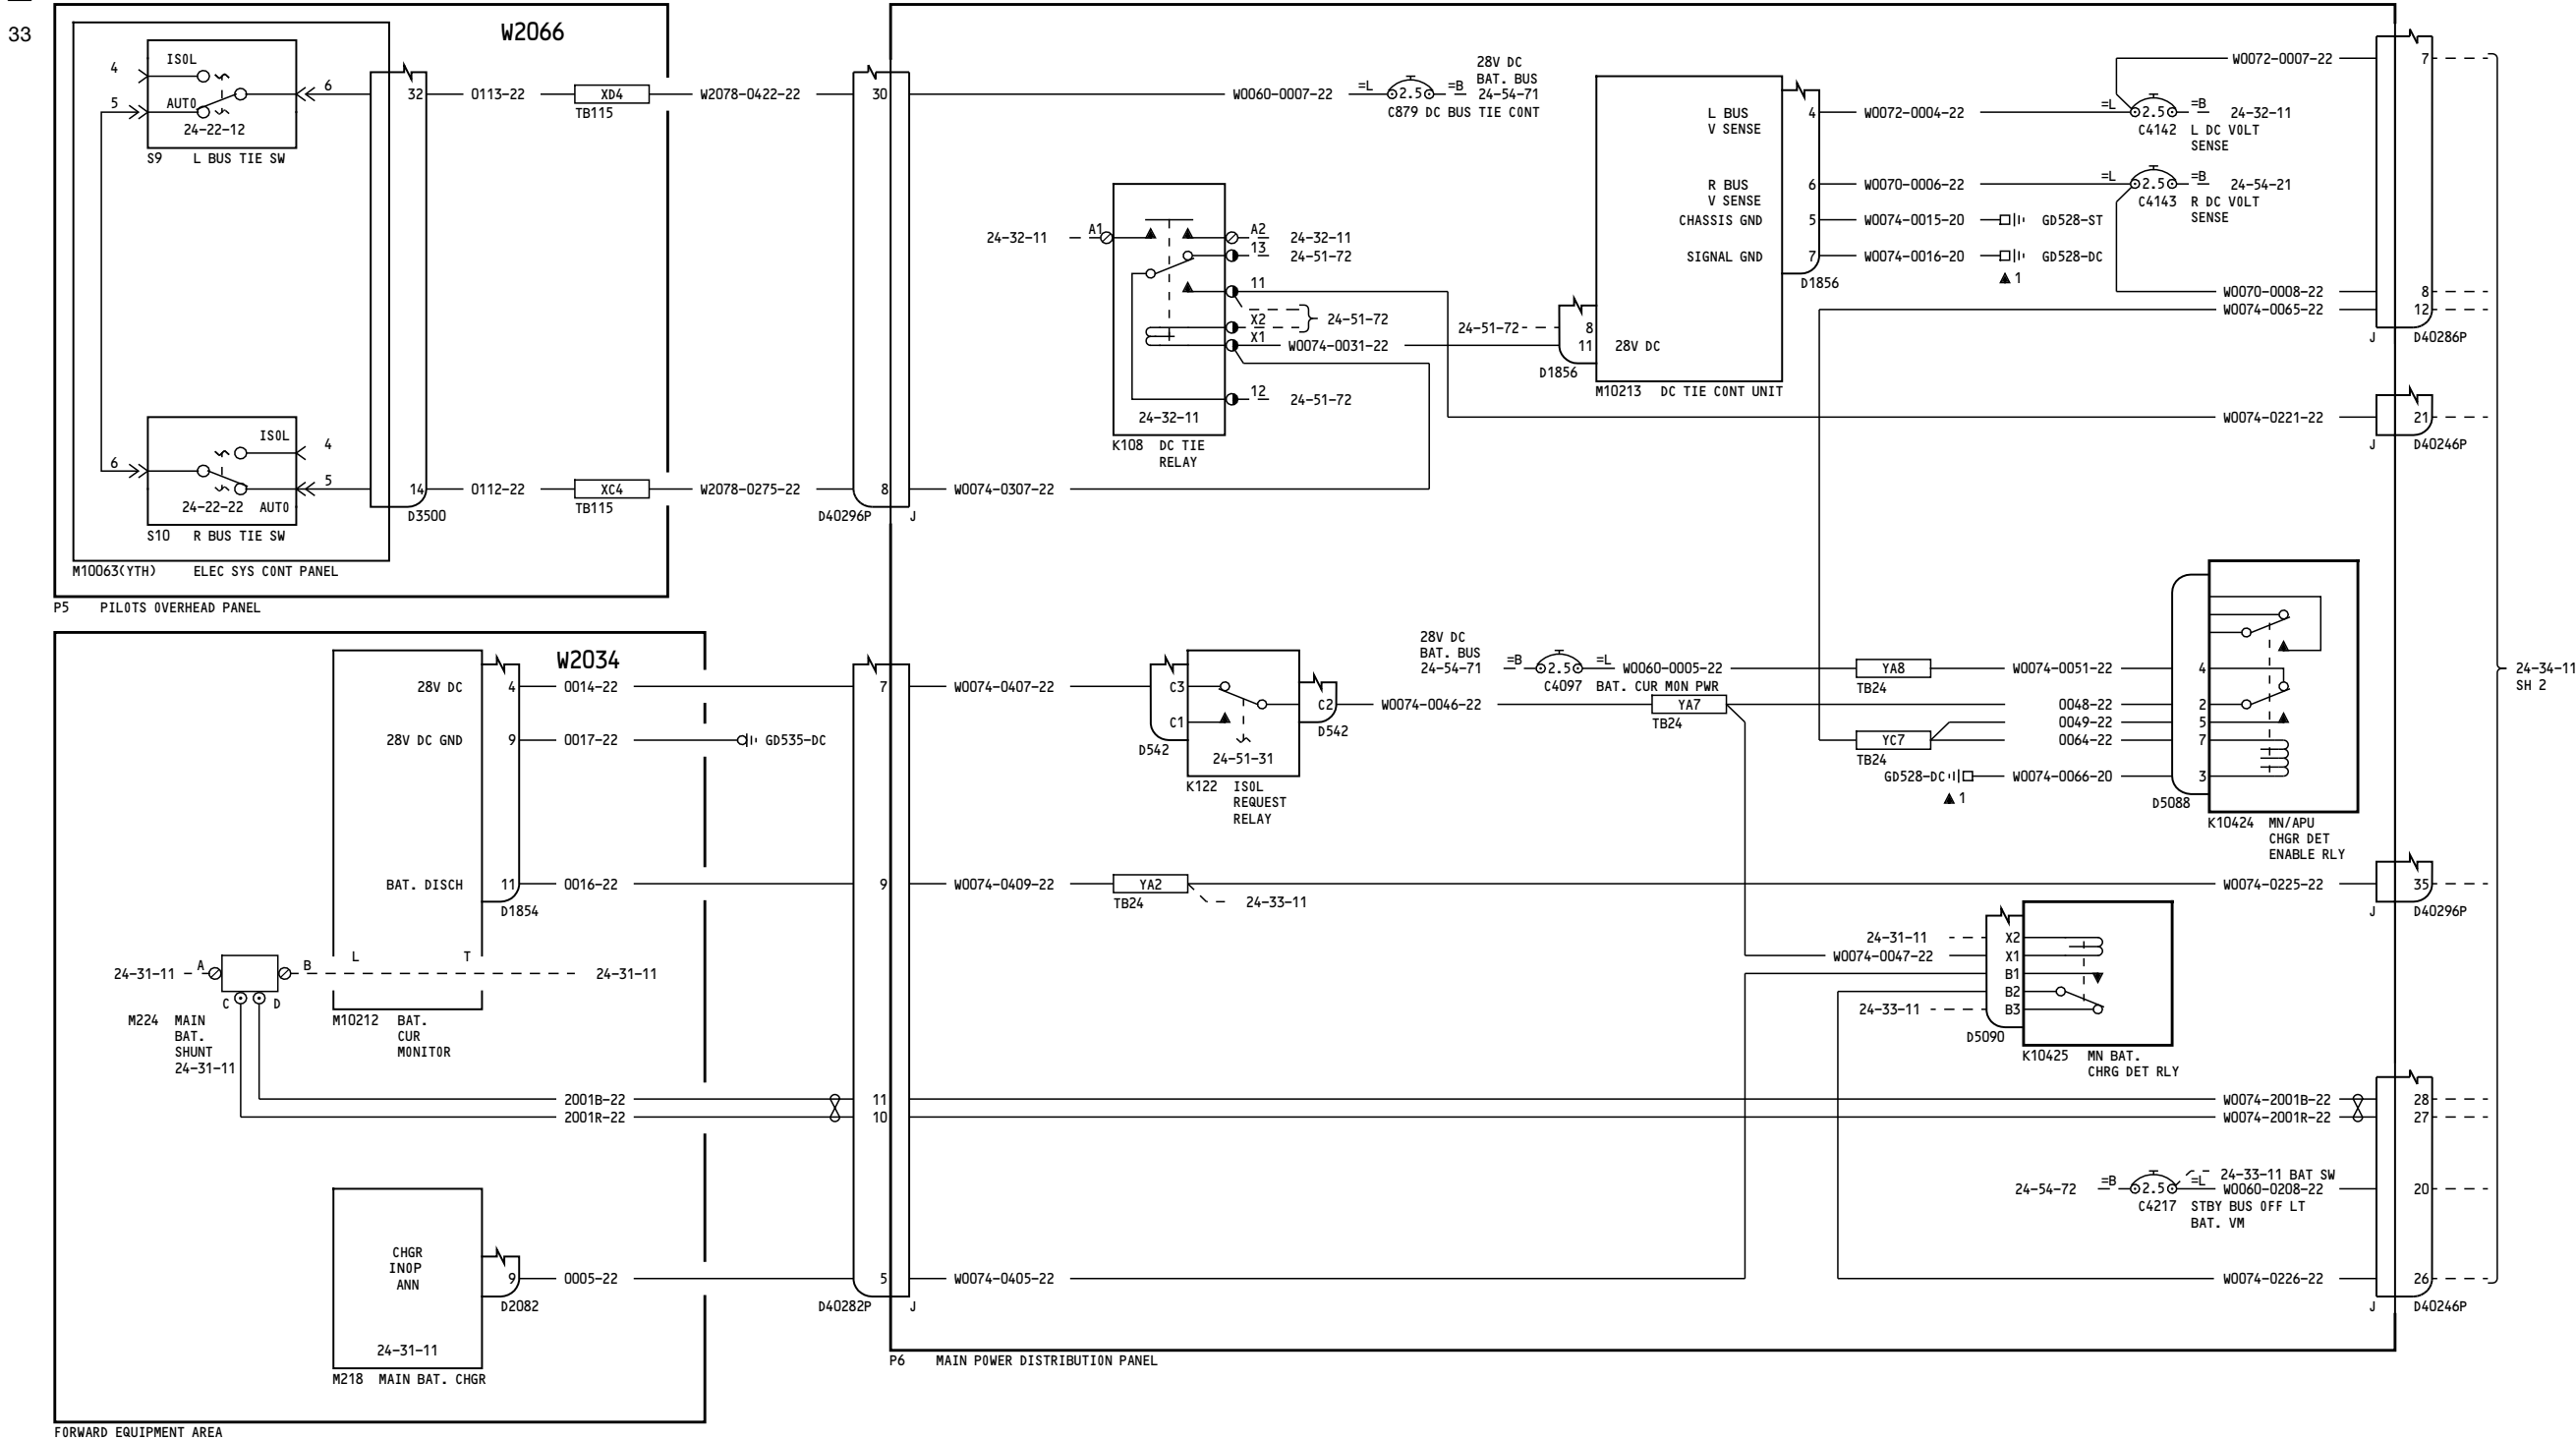 33
W2066
4
ISOL
5
AUTO
24-22-12
6
S9 L BUS TIE SW
32
0113-22
XD4
TB115
W2078-0422-22
30
ISOL
4
6
5
24-22-22 AUTO
S10 R BUS TIE SW
14
D3500
0112-22
XC4
TB115
W2078-0275-22
8
D40296P J
M10063(YTH) ELEC SYS CONT PANEL
P5 PILOTS OVERHEAD PANEL
W0060-0007-22
=L
2.5
=B
28V DC
BAT. BUS
24-54-71
C879 DC BUS TIE CONT
24-32-11
A1
A2
24-32-11
13
24-51-72
11
X2
24-51-72
X1
W0074-0031-22
12
24-51-72
24-32-11
K108 DC TIE
RELAY
W0074-0307-22
24-51-72
8
11
28V DC
D1856
M10213 DC TIE CONT UNIT
L BUS
V SENSE
4
W0072-0004-22
R BUS
V SENSE
6
W0070-0006-22
CHASSIS GND
5
W0074-0015-20
GD528-ST
SIGNAL GND
7
W0074-0016-20
GD528-DC
1
D1856
W0072-0007-22
7
=L
2.5
=B
24-32-11
C4142 L DC VOLT
SENSE
=L
2.5
=B
24-54-21
C4143 R DC VOLT
SENSE
W0070-0008-22
8
W0074-0065-22
12
J D40286P
W0074-0221-22
21
J D40246P
W2034
28V DC
4
0014-22
7
W0074-0407-22
28V DC GND
9
0017-22
GD535-DC
BAT. DISCH
11
0016-22
9
W0074-0409-22
D1854
L T
24-31-11
A
B
24-31-11
C D
M224 MAIN
BAT.
SHUNT
24-31-11
M10212 BAT.
CUR
MONITOR
2001B-22
11
2001R-22
10
CHGR
INOP
ANN
9
0005-22
5
W0074-0405-22
D2082
24-31-11
M218 MAIN BAT. CHGR
D40282P J
FORWARD EQUIPMENT AREA
C3
C1
D542
24-51-31
K122 ISOL
REQUEST
RELAY
C2
D542
W0074-0046-22
28V DC
BAT. BUS
24-54-71
=B
2.5
=L
W0060-0005-22
C4097 BAT. CUR MON PWR
YA7
TB24
YA8
TB24
W0074-0051-22
4
0048-22
2
0049-22
5
YC7
TB24
0064-22
7
GD528-DC
W0074-0066-20
3
1
D5088
K10424 MN/APU
CHGR DET
ENABLE RLY
24-34-11
SH 2
YA2
TB24
24-33-11
W0074-0225-22
35
J D40296P
24-31-11
X2
W0074-0047-22
X1
B1
B2
24-33-11
B3
D5090
K10425 MN BAT.
CHRG DET RLY
W0074-2001B-22
28
W0074-2001R-22
27
24-54-72
=B
2.5
=L
24-33-11 BAT SW
W0060-0208-22
20
C4217 STBY BUS OFF LT
BAT. VM
W0074-0226-22
26
J D40246P
P6 MAIN POWER DISTRIBUTION PANEL